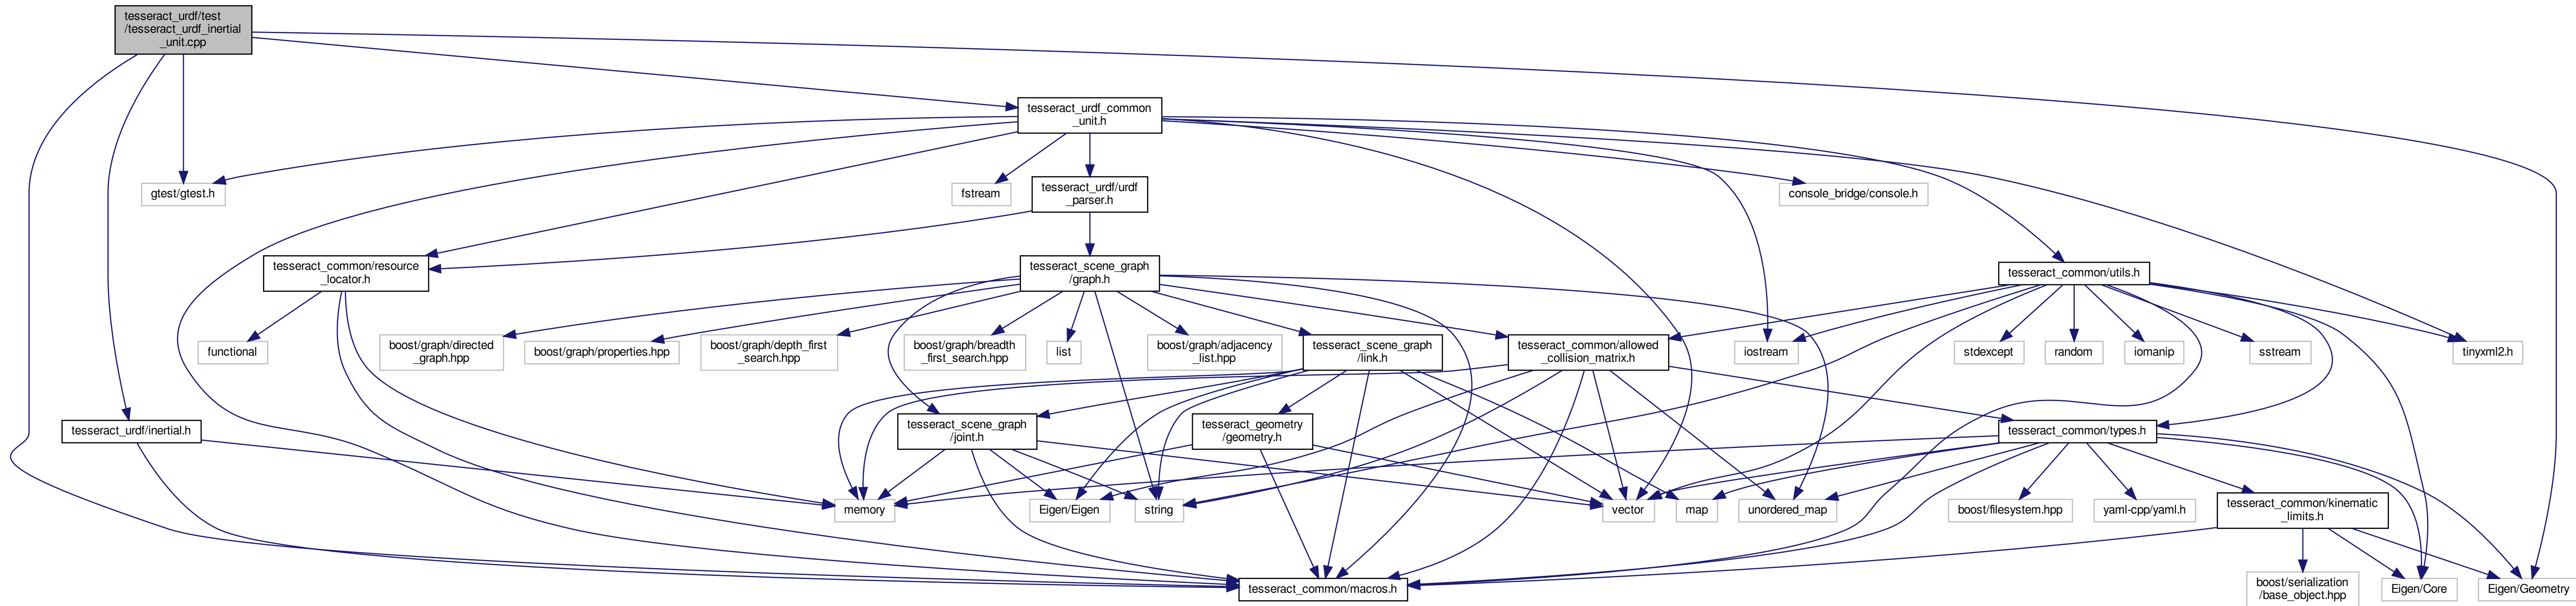 tesseract_urdf/test
/tesseract_urdf_inertial
_unit.cpp
tesseract_urdf_common
_unit.h
gtest/gtest.h
fstream
tesseract_urdf/urdf
_parser.h
console_bridge/console.h
tesseract_common/resource
_locator.h
tesseract_scene_graph
/graph.h
tesseract_common/utils.h
functional
boost/graph/directed
_graph.hpp
boost/graph/properties.hpp
boost/graph/depth_first
_search.hpp
boost/graph/breadth
_first_search.hpp
list
boost/graph/adjacency
_list.hpp
tesseract_scene_graph
/link.h
tesseract_common/allowed
_collision_matrix.h
iostream
stdexcept
random
iomanip
sstream
tinyxml2.h
tesseract_urdf/inertial.h
tesseract_scene_graph
/joint.h
tesseract_geometry
/geometry.h
tesseract_common/types.h
memory
Eigen/Eigen
string
vector
map
unordered_map
boost/filesystem.hpp
yaml-cpp/yaml.h
tesseract_common/kinematic
_limits.h
tesseract_common/macros.h
boost/serialization
/base_object.hpp
Eigen/Core
Eigen/Geometry